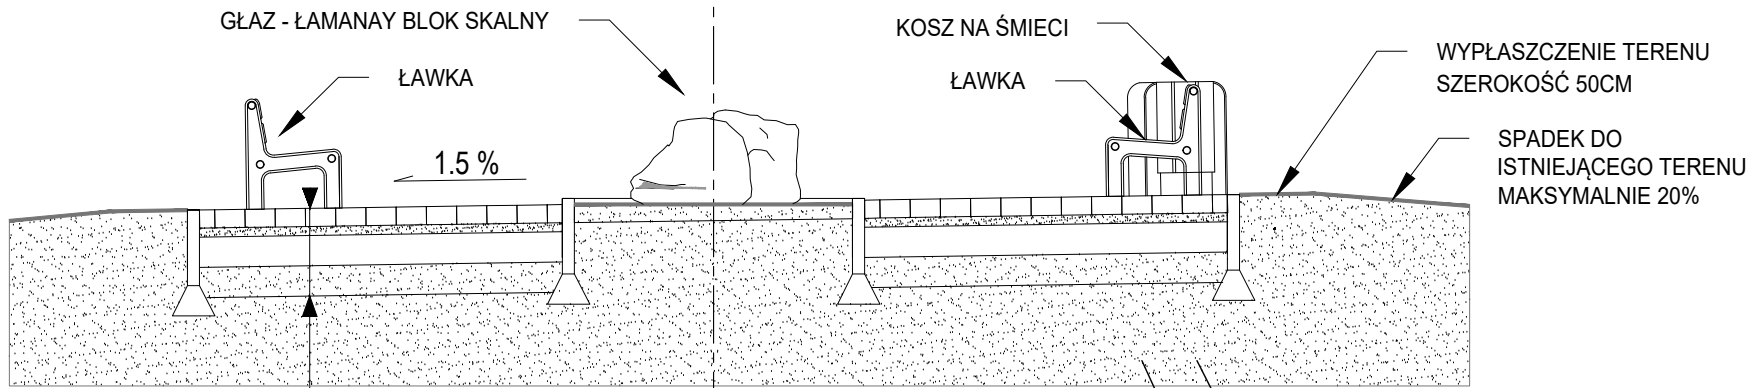 GŁAZ - ŁAMANAY BLOK SKALNY
KOSZ NA ŚMIECI
ŁAWKA
ŁAWKA
WYPŁASZCZENIE TERENU
SZEROKOŚĆ 50CM
1.5 %
SPADEK DO
ISTNIEJĄCEGO TERENU
MAKSYMALNIE 20%